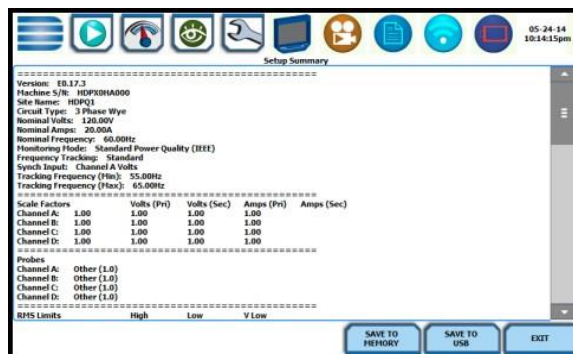 05-24-14
10:14:15pm
Setup Summary
==================================================
Version: E0.17.3
Machine S/N: HDPX0HA000
Site Name: HDPQ1
Circuit Type: 3 Phase Wye
Nominal Volts: 120.00V
Nominal Amps: 20.00A
Nominal Frequency: 60.00Hz
Monitoring Mode: Standard Power Quality (IEEE)
Frequency Tracking: Standard
Synch Input: Channel A Volts
Tracking Frequency (Min): 55.00Hz
Tracking Frequency (Max): 65.00Hz
==================================================
Scale Factors Volts (Pri) Volts (Sec) Amps (Pri) Amps (Sec)
Channel A: 1.00 1.00 1.00 1.00
Channel B: 1.00 1.00 1.00 1.00
Channel C: 1.00 1.00 1.00 1.00
Channel D: 1.00 1.00 1.00 1.00
==================================================
Probes
Channel A: Other (1.0)
Channel B: Other (1.0)
Channel C: Other (1.0)
Channel D: Other (1.0)
==================================================
RMS Limits High Low V Low
SAVE TO MEMORY
SAVE TO USB
EXIT